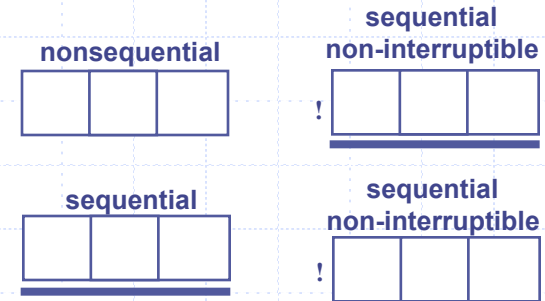 nonsequential
sequential
non-interruptible
!
sequential
sequential
non-interruptible
!